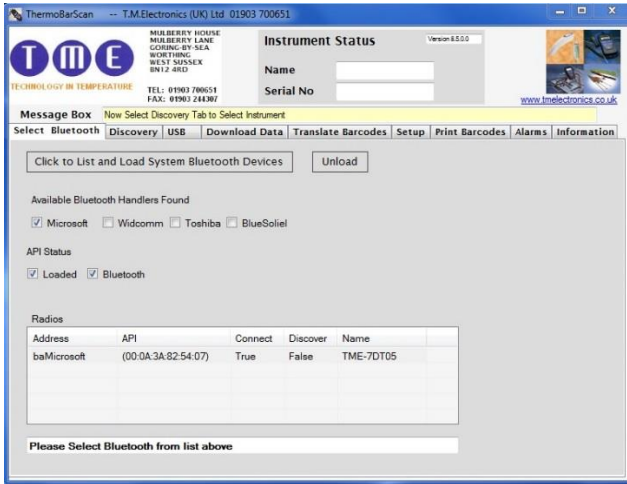 ThermoBarScan -- T.M.Electronics (UK) Ltd 01903 700651
TME
TECHNOLOGY IN TEMPERATURE
MULBERRY HOUSE
MULBERRY LANE
GORING-BY-SEA
WORTHING
WEST SUSSEX
BN12 4RD
TEL: 01903 700651
FAX: 01903 244307
Instrument Status
Version 8.5.0.0
Name
Serial No
www.tmelectronics.co.uk
Message Box Now Select Discovery Tab to Select Instrument
Select Bluetooth Discovery USB Download Data Translate Barcodes Setup Print Barcodes Alarms Information
Click to List and Load System Bluetooth Devices Unload
Available Bluetooth Handlers Found
Microsoft Widcomm Toshiba BlueSoliel
API Status
Loaded Bluetooth
Radios
Address API Connect Discover Name
baMicrosoft (00:0A:3A:82:54:07) True False TME-7DT05
Please Select Bluetooth from list above